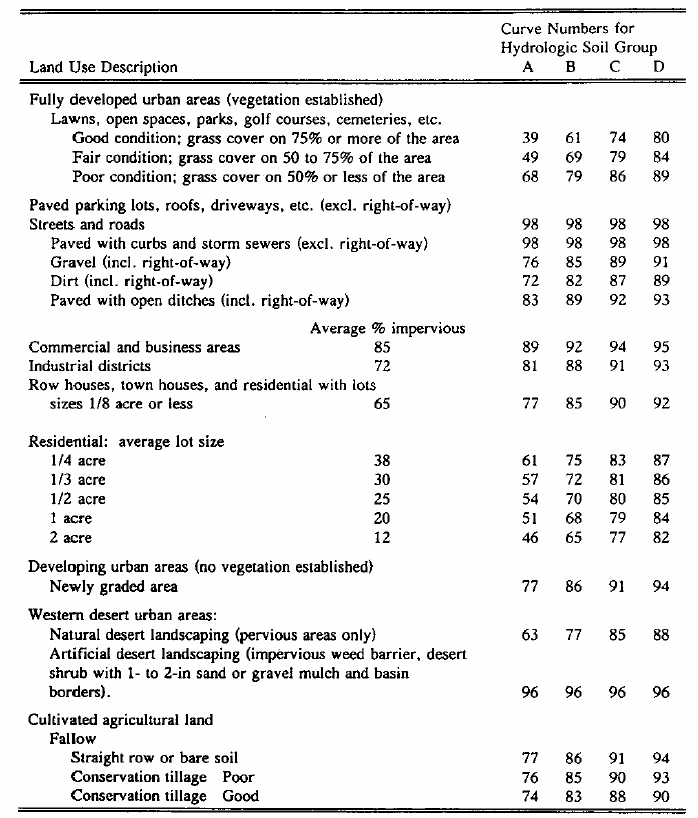 Curve Numbers for
Hydrologic Soil Group
Land Use Description A B C D
Fully developed urban areas (vegetation established)
Lawns, open spaces, parks, golf courses, cemeteries, etc.
Good condition; grass cover on 75% or more of the area 39 61 74 80
Fair condition; grass cover on 50 to 75% of the area 49 69 79 84
Poor condition; grass cover on 50% or less of the area 68 79 86 89
Paved parking lots, roofs, driveways, etc. (excl. right-of-way)
Streets and roads 98 98 98 98
Paved with curbs and storm sewers (excl. right-of-way) 98 98 98 98
Gravel (incl. right-of-way) 76 85 89 91
Dirt (incl. right-of-way) 72 82 87 89
Paved with open ditches (incl. right-of-way) 83 89 92 93
Average % impervious
Commercial and business areas 85 89 92 94 95
Industrial districts 72 81 88 91 93
Row houses, town houses, and residential with lots
sizes 1/8 acre or less 65 77 85 90 92
Residential: average lot size
1/4 acre 38 61 75 83 87
1/3 acre 30 57 72 81 86
1/2 acre 25 54 70 80 85
1 acre 20 51 68 79 84
2 acre 12 46 65 77 82
Developing urban areas (no vegetation established)
Newly graded area 77 86 91 94
Western desert urban areas:
Natural desert landscaping (pervious areas only) 63 77 85 88
Artificial desert landscaping (impervious weed barrier, desert
shrub with 1- to 2-in sand or gravel mulch and basin
borders). 96 96 96 96
Cultivated agricultural land
Fallow
Straight row or bare soil 77 86 91 94
Conservation tillage Poor 76 85 90 93
Conservation tillage Good 74 83 88 90